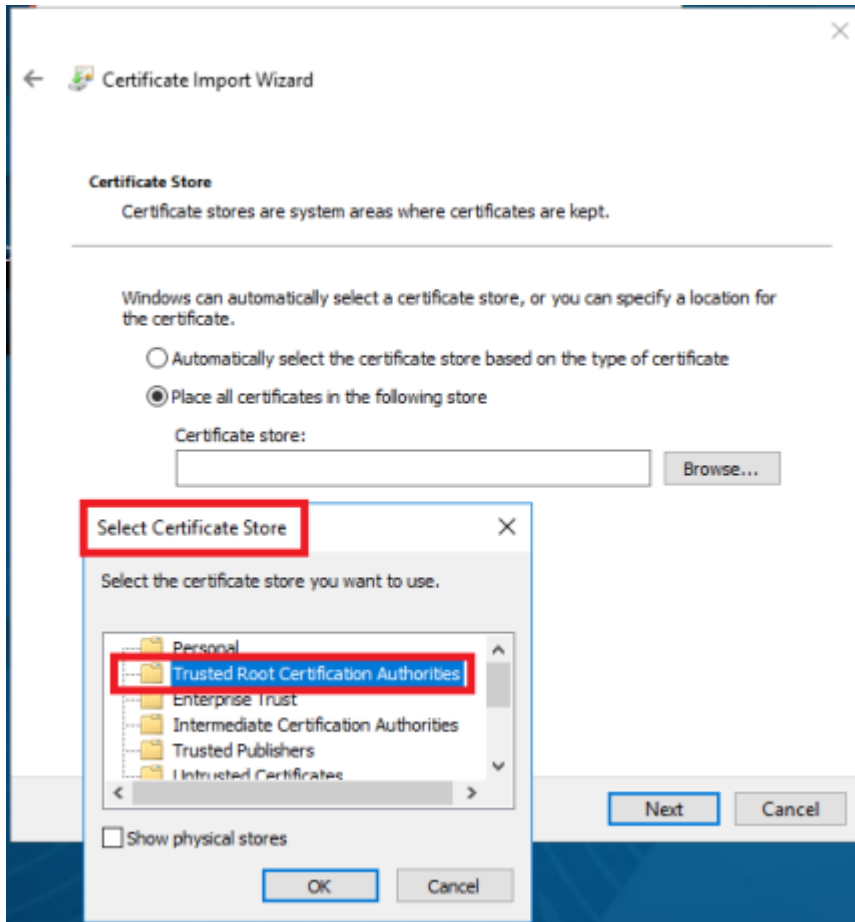 Certificate Import Wizard
Certificate Store
Certificate stores are system areas where certificates are kept.
Windows can automatically select a certificate store, or you can specify a location for
the certificate.
Automatically select the certificate store based on the type of certificate
Place all certificates in the following store
Certificate store:
Browse...
Select Certificate Store
Select the certificate store you want to use.
Personal
Trusted Root Certification Authorities
Enterprise Trust
Intermediate Certification Authorities
Trusted Publishers
Untrusted Certificates
Show physical stores
OK
Cancel
Next
Cancel